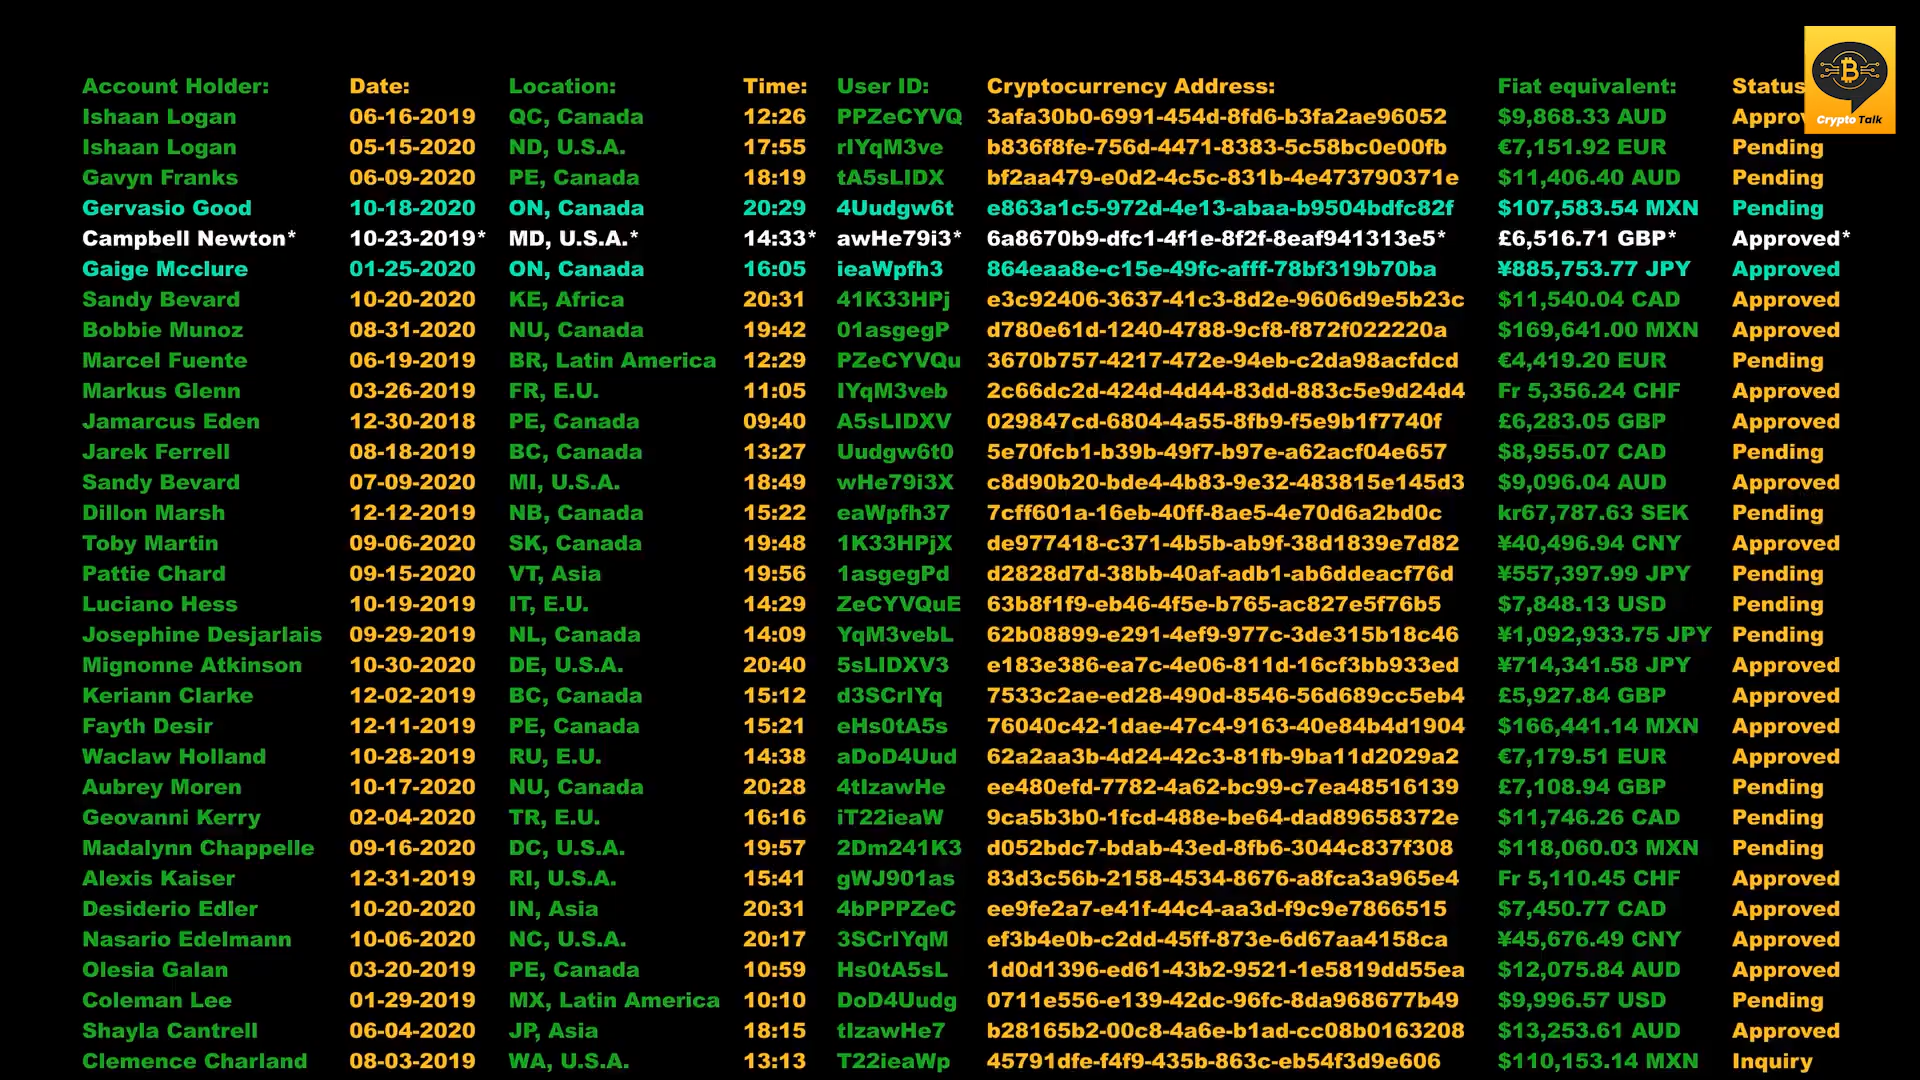 Account Holder: Date: Location: Time: User ID: Cryptocurrency Address: Fiat equivalent: Status
Ishaan Logan 06-16-2019 QC, Canada 12:26 PPZeCYVQ 3afa30b0-6991-454d-8fd6-b3fa2ae96052 $9,868.33 AUD Approv
Crypto Talk
Ishaan Logan 05-15-2020 ND, U.S.A. 17:55 rIYqM3ve b836f8fe-756d-4471-8383-5c58bc0e00fb €7,151.92 EUR Pending
Gavyn Franks 06-09-2020 PE, Canada 18:19 tA5sLIDX bf2aa479-e0d2-4c5c-831b-4e473790371e $11,406.40 AUD Pending
Gervasio Good 10-18-2020 ON, Canada 20:29 4Uudgw6t e863a1c5-972d-4e13-abaa-b9504bdfc82f $107,583.54 MXN Pending
Campbell Newton* 10-23-2019* MD, U.S.A.* 14:33* awHe79i3* 6a8670b9-dfc1-4f1e-8f2f-8eaf941313e5* £6,516.71 GBP* Approved*
Gaige Mcclure 01-25-2020 ON, Canada 16:05 ieaWpfh3 864eaa8e-c15e-49fc-afff-78bf319b70ba ¥885,753.77 JPY Approved
Sandy Bevard 10-20-2020 KE, Africa 20:31 41K33HPj e3c92406-3637-41c3-8d2e-9606d9e5b23c $11,540.04 CAD Approved
Bobbie Munoz 08-31-2020 NU, Canada 19:42 01asgegP d780e61d-1240-4788-9cf8-f872f022220a $169,641.00 MXN Approved
Marcel Fuente 06-19-2019 BR, Latin America 12:29 PZeCYVQu 3670b757-4217-472e-94eb-c2da98acfdcd €4,419.20 EUR Pending
Markus Glenn 03-26-2019 FR, E.U. 11:05 IYqM3veb 2c66dc2d-424d-4d44-83dd-883c5e9d24d4 Fr 5,356.24 CHF Approved
Jamarcus Eden 12-30-2018 PE, Canada 09:40 A5sLIDXV 029847cd-6804-4a55-8fb9-f5e9b1f7740f £6,283.05 GBP Approved
Jarek Ferrell 08-18-2019 BC, Canada 13:27 Uudgw6t0 5e70fcb1-b39b-49f7-b97e-a62acf04e657 $8,955.07 CAD Pending
Sandy Bevard 07-09-2020 MI, U.S.A. 18:49 wHe79i3X c8d90b20-bde4-4b83-9e32-483815e145d3 $9,096.04 AUD Approved
Dillon Marsh 12-12-2019 NB, Canada 15:22 eaWpfh37 7cff601a-16eb-40ff-8ae5-4e70d6a2bd0c kr67,787.63 SEK Pending
Toby Martin 09-06-2020 SK, Canada 19:48 1K33HPjX de977418-c371-4b5b-ab9f-38d1839e7d82 ¥40,496.94 CNY Approved
Pattie Chard 09-15-2020 VT, Asia 19:56 1asgegPd d2828d7d-38bb-40af-adb1-ab6ddeacf76d ¥557,397.99 JPY Pending
Luciano Hess 10-19-2019 IT, E.U. 14:29 ZeCYVQuE 63b8f1f9-eb46-4f5e-b765-ac827e5f76b5 $7,848.13 USD Pending
Josephine Desjarlais 09-29-2019 NL, Canada 14:09 YqM3vebL 62b08899-e291-4ef9-977c-3de315b18c46 ¥1,092,933.75 JPY Pending
Mignonne Atkinson 10-30-2020 DE, U.S.A. 20:40 5sLIDXV3 e183e386-ea7c-4e06-811d-16cf3bb933ed ¥714,341.58 JPY Approved
Keriann Clarke 12-02-2019 BC, Canada 15:12 d3SCrIYq 7533c2ae-ed28-490d-8546-56d689cc5eb4 £5,927.84 GBP Approved
Fayth Desir 12-11-2019 PE, Canada 15:21 eHs0tA5s 76040c42-1dae-47c4-9163-40e84b4d1904 $166,441.14 MXN Approved
Waclaw Holland 10-28-2019 RU, E.U. 14:38 aDoD4Uud 62a2aa3b-4d24-42c3-81fb-9ba11d2029a2 €7,179.51 EUR Approved
Aubrey Moren 10-17-2020 NU, Canada 20:28 4tIzawHe ee480efd-7782-4a62-bc99-c7ea48516139 £7,108.94 GBP Pending
Geovanni Kerry 02-04-2020 TR, E.U. 16:16 iT22ieaW 9ca5b3b0-1fcd-488e-be64-dad89658372e $11,746.26 CAD Pending
Madalynn Chappelle 09-16-2020 DC, U.S.A. 19:57 2Dm241K3 d052bdc7-bdab-43ed-8fb6-3044c837f308 $118,060.03 MXN Pending
Alexis Kaiser 12-31-2019 RI, U.S.A. 15:41 gWJ901as 83d3c56b-2158-4534-8676-a8fca3a965e4 Fr 5,110.45 CHF Approved
Desiderio Edler 10-20-2020 IN, Asia 20:31 4bPPPZeC ee9fe2a7-e41f-44c4-aa3d-f9c9e7866515 $7,450.77 CAD Approved
Nasario Edelmann 10-06-2020 NC, U.S.A. 20:17 3SCrIYqM ef3b4e0b-c2dd-45ff-873e-6d67aa4158ca ¥45,676.49 CNY Approved
Olesia Galan 03-20-2019 PE, Canada 10:59 Hs0tA5sL 1d0d1396-ed61-43b2-9521-1e5819dd55ea $12,075.84 AUD Approved
Coleman Lee 01-29-2019 MX, Latin America 10:10 DoD4Uudg 0711e556-e139-42dc-96fc-8da968677b49 $9,996.57 USD Pending
Shayla Cantrell 06-04-2020 JP, Asia 18:15 tIzawHe7 b28165b2-00c8-4a6e-b1ad-cc08b0163208 $13,253.61 AUD Approved
Clemence Charland 08-03-2019 WA, U.S.A. 13:13 T22ieaWp 45791dfe-f4f9-435b-863c-eb54f3d9e606 $110,153.14 MXN Inquiry